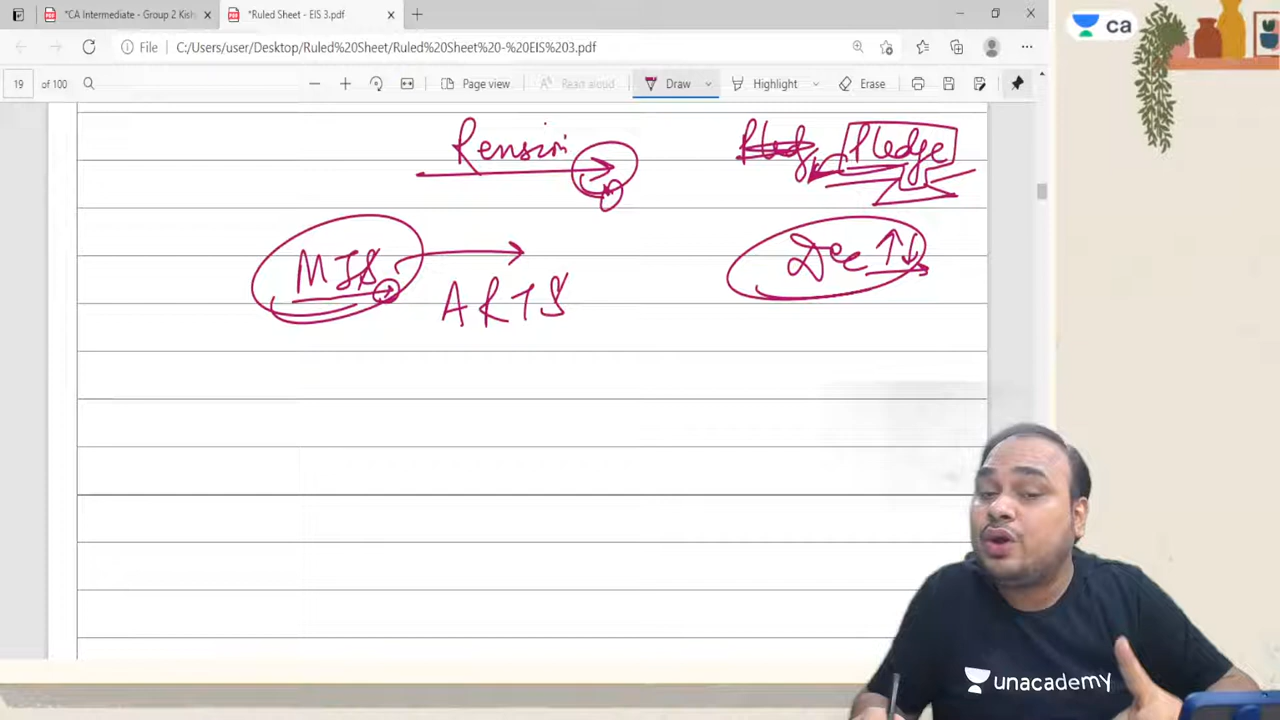 *CA Intermediate - Group 2 Kish
*Ruled Sheet - EIS 3.pdf
File
C:/Users/user/Desktop/Ruled%20Sheet/Ruled%20Sheet%20-%20EIS%203.pdf
19 of 100
Page view
Read aloud
Draw
Highlight
Erase
ca
Pension
Pledge
MIS
Dec ↑↓
ARTS
unacademy